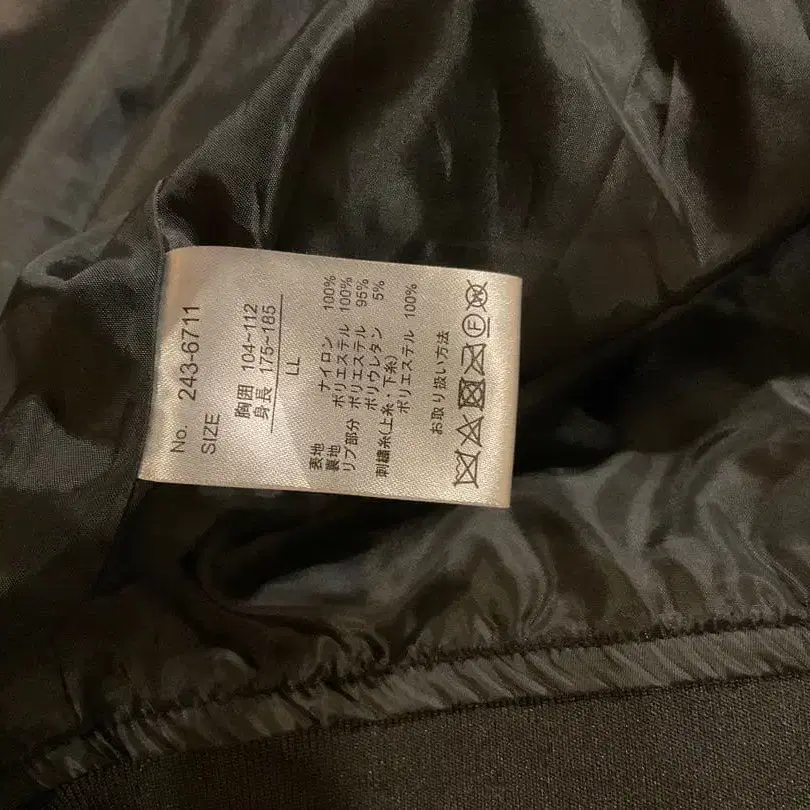 No. 243-6711
SIZE
胸囲 104~112
身長 175~185
LL
表地 ナイロン 100%
裏地 ポリエステル 100%
リブ部分 ポリエステル 95%
ポリウレタン 5%
刺繍糸(上糸・下糸)
ポリエステル 100%
お取り扱い方法